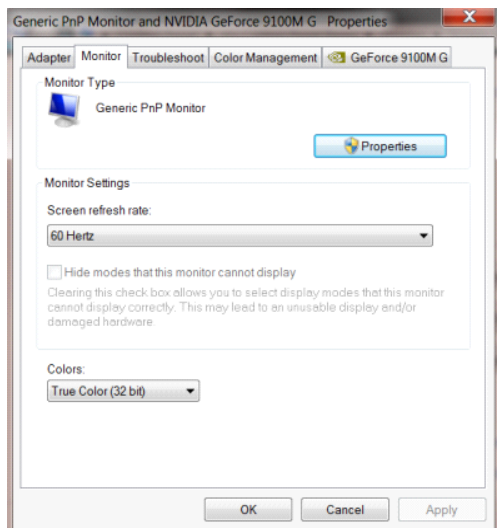 Generic PnP Monitor and NVIDIA GeForce 9100M G Properties
Adapter Monitor Troubleshoot Color Management GeForce 9100M G
Monitor Type
Generic PnP Monitor
Properties
Monitor Settings
Screen refresh rate:
60 Hertz
Hide modes that this monitor cannot display
Clearing this check box allows you to select display modes that this monitor
cannot display correctly. This may lead to an unusable display and/or
damaged hardware.
Colors:
True Color (32 bit)
OK Cancel Apply